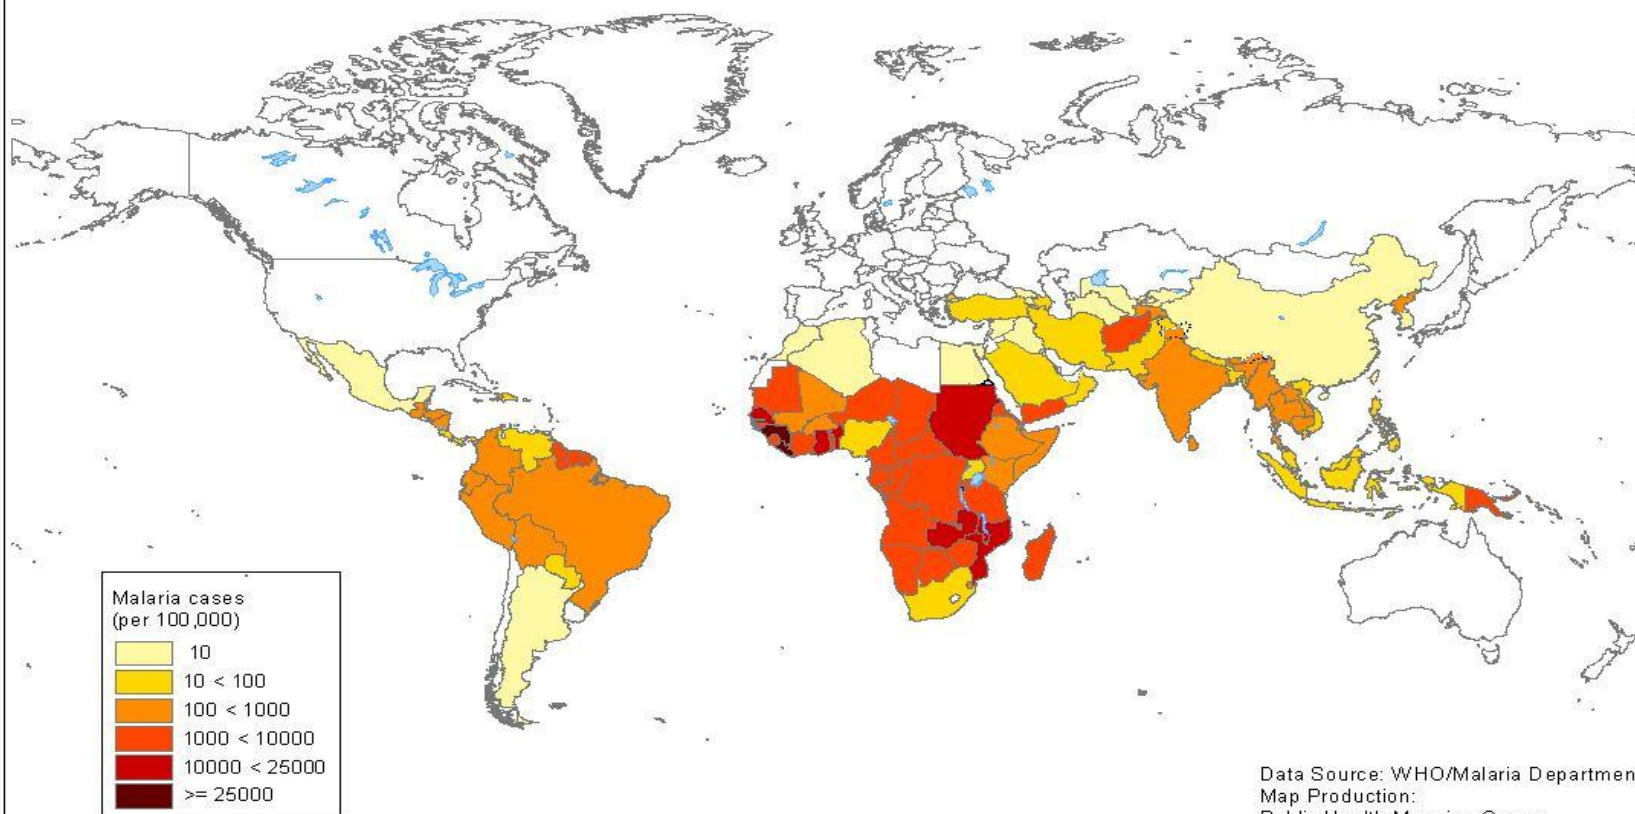 Malaria cases
(per 100,000)
10
10 < 100
100 < 1000
1000 < 10000
10000 < 25000
>= 25000
Data Source: WHO/Malaria Departmen
Map Production: